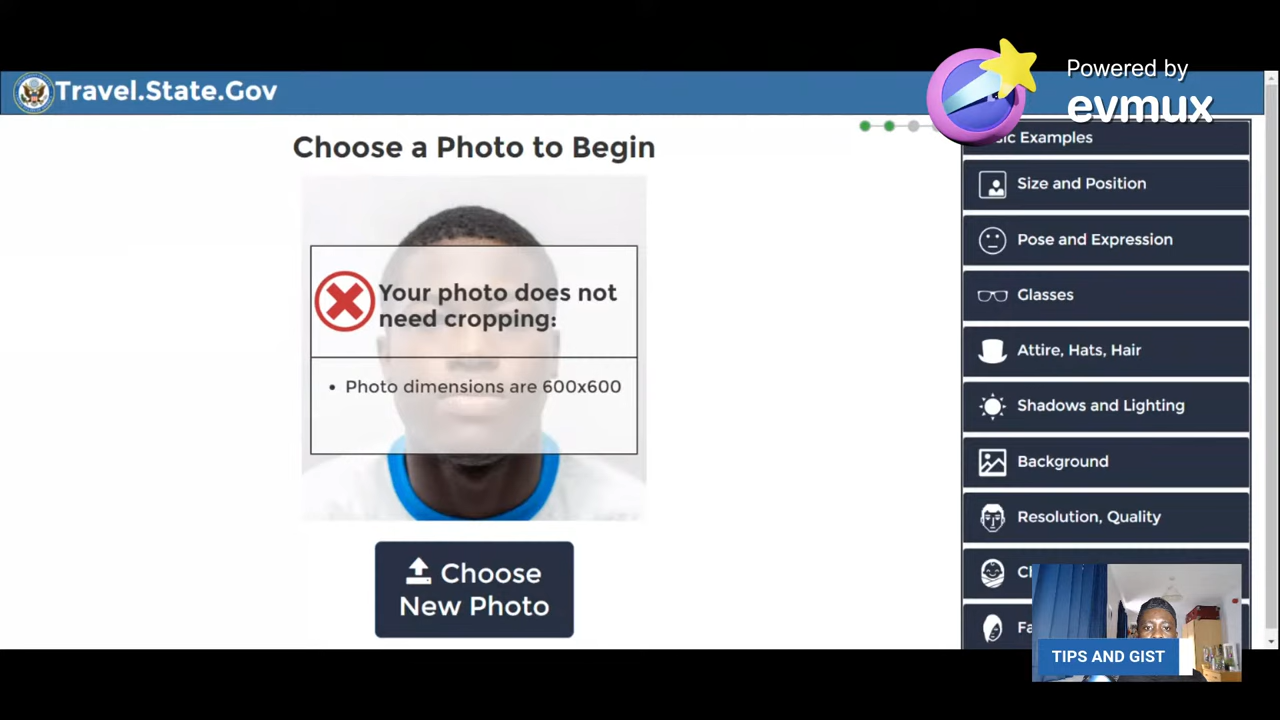 Powered by
evmux
Travel.State.Gov
Choose a Photo to Begin
Your photo does not
need cropping:
• Photo dimensions are 600x600
Choose
New Photo
Examples
Size and Position
Pose and Expression
Glasses
Attire, Hats, Hair
Shadows and Lighting
Background
Resolution, Quality
TIPS AND GIST